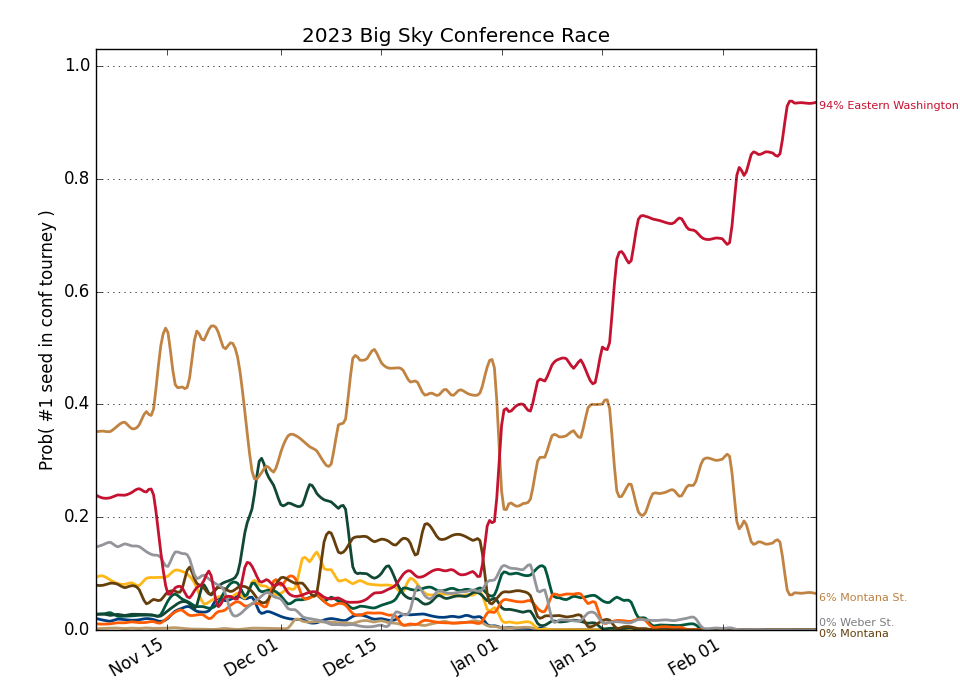 2023 Big Sky Conference Race
Prob( #1 seed in conf tourney )
1.0
0.8
0.6
0.4
0.2
0.0
Nov 15
Dec 01
Dec 15
Jan 01
Jan 15
Feb 01
94% Eastern Washington
6% Montana St.
0% Weber St.
0% Montana